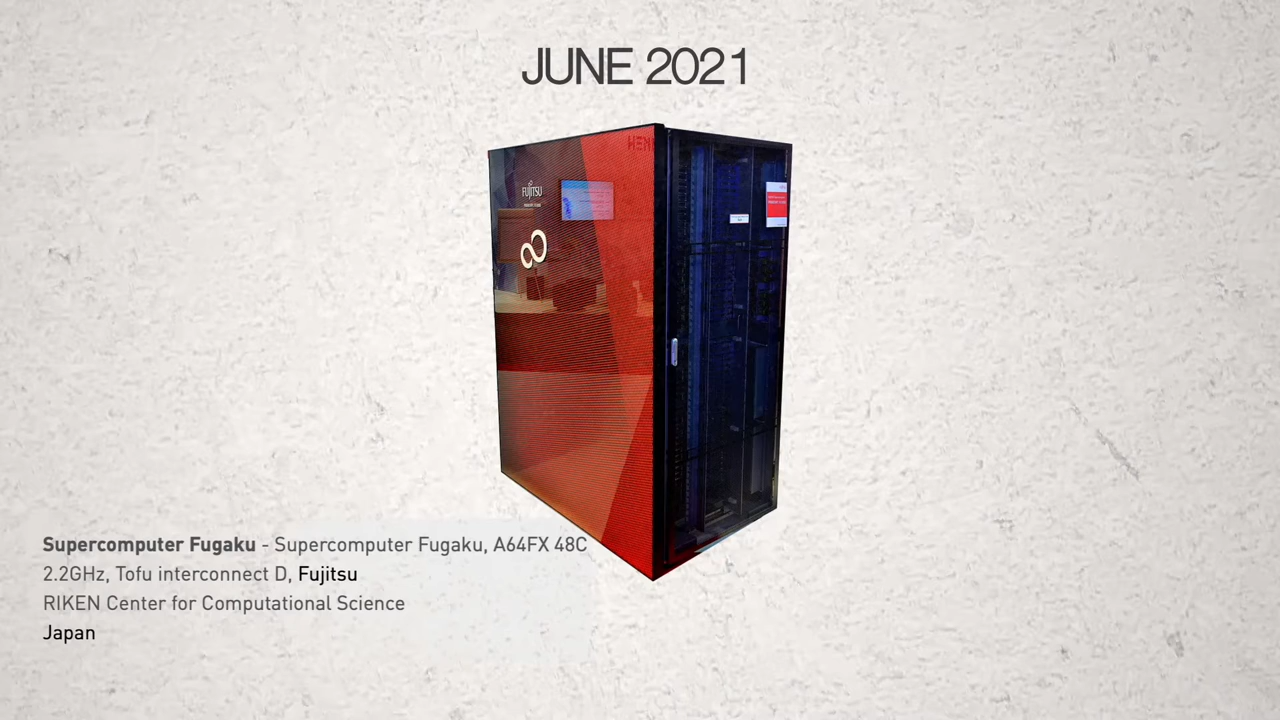 JUNE 2021
FUJITSU
Supercomputer Fugaku - Supercomputer Fugaku, A64FX 48C
2.2GHz, Tofu interconnect D, Fujitsu
RIKEN Center for Computational Science
Japan